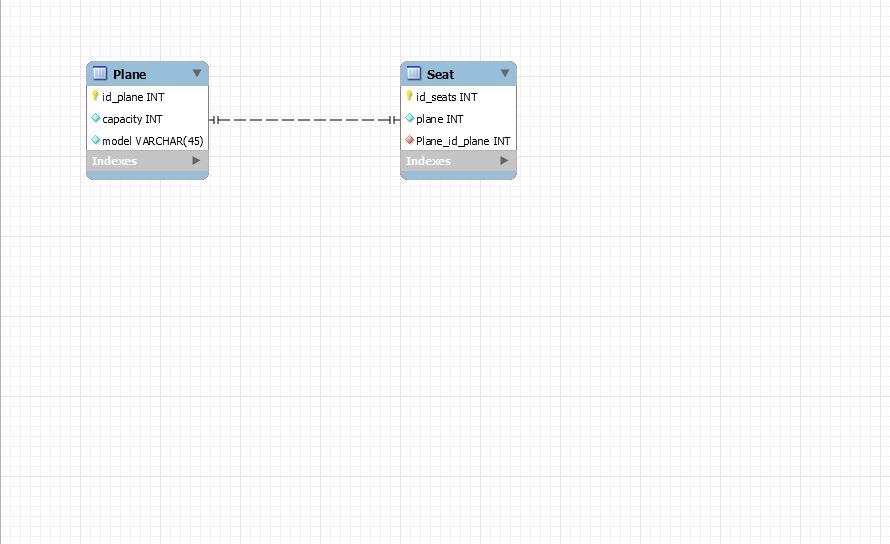 Plane
id_plane INT
capacity INT
model VARCHAR(45)
Indexes
Seat
id_seats INT
plane INT
Plane_id_plane INT
Indexes